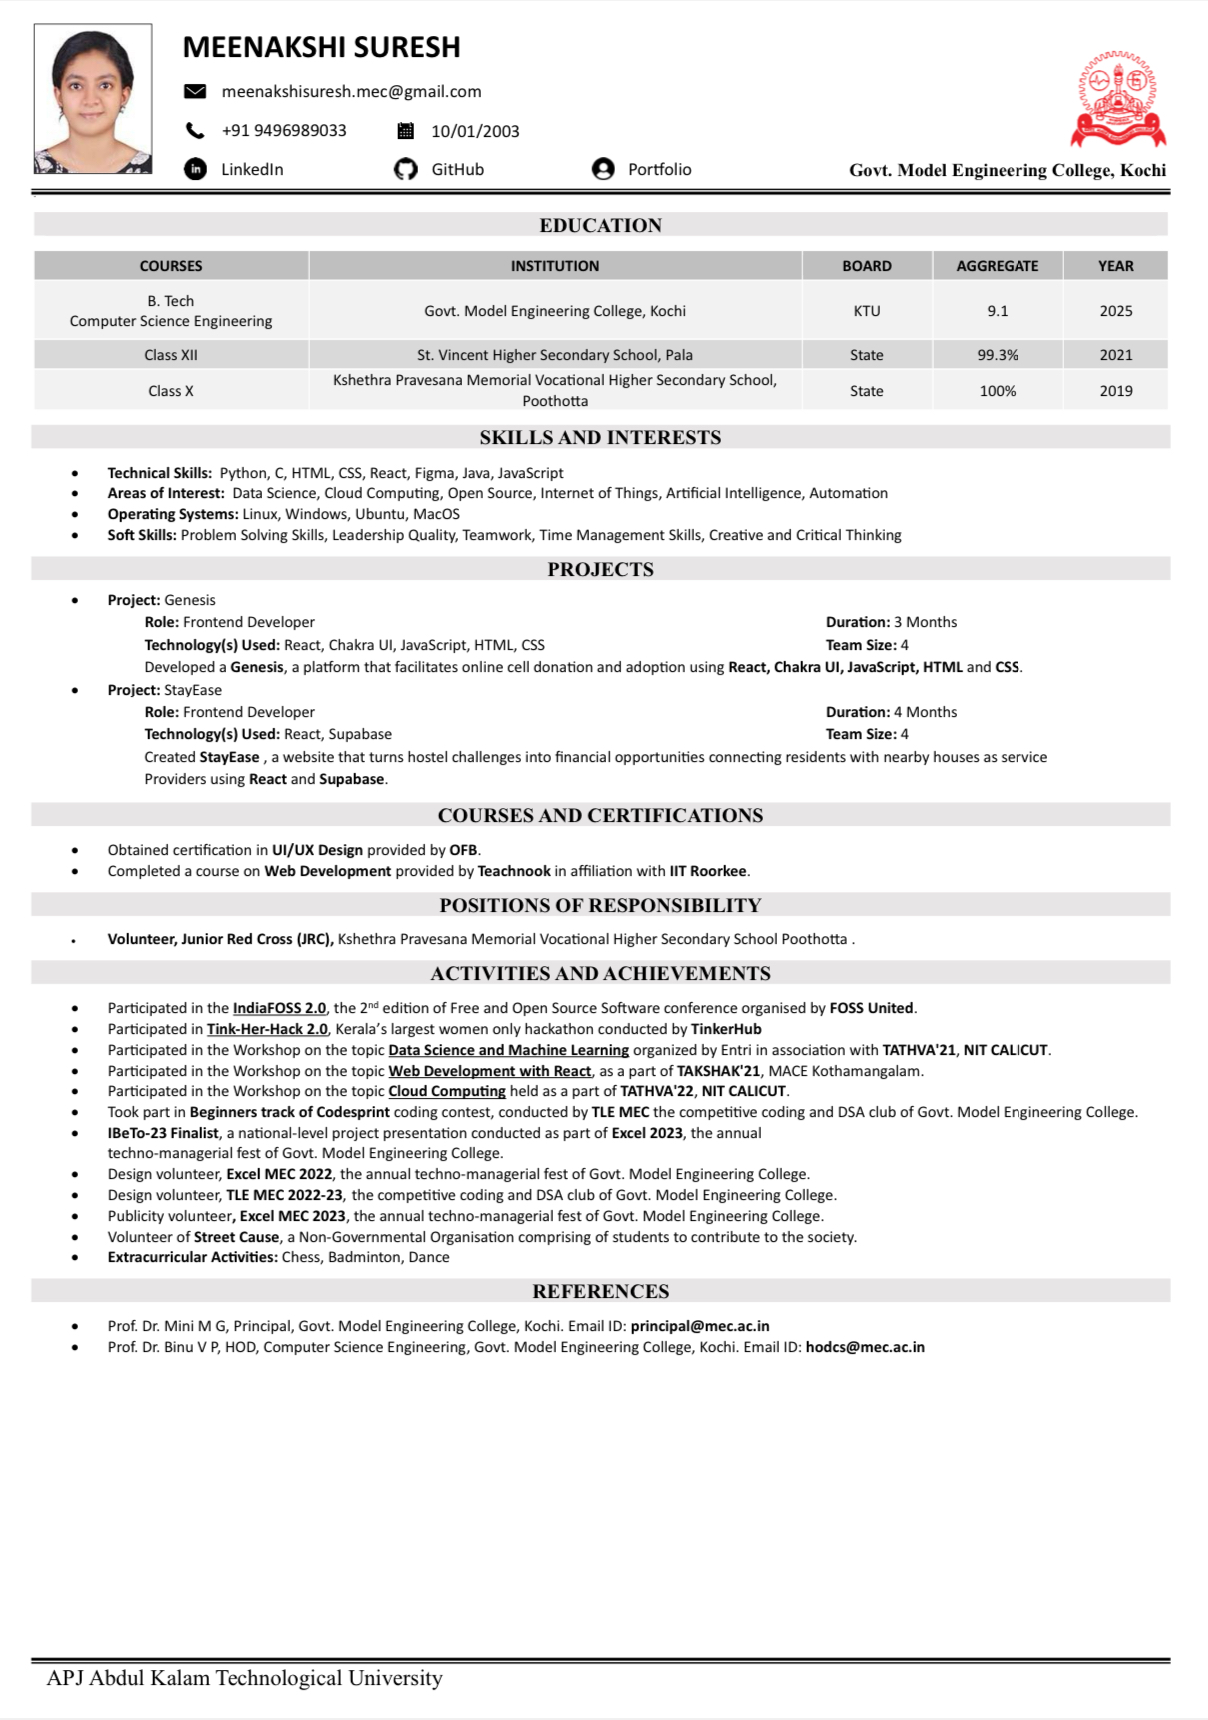 MEENAKSHI SURESH
meenakshisuresh.mec@gmail.com
+91 9496989033 10/01/2003
LinkedIn GitHub Portfolio
Govt. Model Engineering College, Kochi
EDUCATION
COURSES INSTITUTION BOARD AGGREGATE YEAR
B. Tech
Computer Science Engineering Govt. Model Engineering College, Kochi KTU 9.1 2025
Class XII St. Vincent Higher Secondary School, Pala State 99.3% 2021
Kshethra Pravesana Memorial Vocational Higher Secondary School,
Class X Poothotta State 100% 2019
SKILLS AND INTERESTS
• Technical Skills: Python, C, HTML, CSS, React, Figma, Java, JavaScript
• Areas of Interest: Data Science, Cloud Computing, Open Source, Internet of Things, Artificial Intelligence, Automation
• Operating Systems: Linux, Windows, Ubuntu, MacOS
• Soft Skills: Problem Solving Skills, Leadership Quality, Teamwork, Time Management Skills, Creative and Critical Thinking
PROJECTS
• Project: Genesis
Role: Frontend Developer Duration: 3 Months
Technology(s) Used: React, Chakra UI, JavaScript, HTML, CSS Team Size: 4
Developed a Genesis, a platform that facilitates online cell donation and adoption using React, Chakra UI, JavaScript, HTML and CSS.
• Project: StayEase
Role: Frontend Developer Duration: 4 Months
Technology(s) Used: React, Supabase Team Size: 4
Created StayEase , a website that turns hostel challenges into financial opportunities connecting residents with nearby houses as service
Providers using React and Supabase.
COURSES AND CERTIFICATIONS
• Obtained certification in UI/UX Design provided by OFB.
• Completed a course on Web Development provided by Teachnook in affiliation with IIT Roorkee.
POSITIONS OF RESPONSIBILITY
• Volunteer, Junior Red Cross (JRC), Kshethra Pravesana Memorial Vocational Higher Secondary School Poothotta .
ACTIVITIES AND ACHIEVEMENTS
• Participated in the IndiaFOSS 2.0, the 2nd edition of Free and Open Source Software conference organised by FOSS United.
• Participated in Tink-Her-Hack 2.0, Kerala's largest women only hackathon conducted by TinkerHub
• Participated in the Workshop on the topic Data Science and Machine Learning organized by Entri in association with TATHVA'21, NIT CALICUT.
• Participated in the Workshop on the topic Web Development with React, as a part of TAKSHAK'21, MACE Kothamangalam.
• Participated in the Workshop on the topic Cloud Computing held as a part of TATHVA'22, NIT CALICUT.
• Took part in Beginners track of Codesprint coding contest, conducted by TLE MEC the competitive coding and DSA club of Govt. Model Engineering College.
• IBeTo-23 Finalist, a national-level project presentation conducted as part of Excel 2023, the annual
techno-managerial fest of Govt. Model Engineering College.
• Design volunteer, Excel MEC 2022, the annual techno-managerial fest of Govt. Model Engineering College.
• Design volunteer, TLE MEC 2022-23, the competitive coding and DSA club of Govt. Model Engineering College.
• Publicity volunteer, Excel MEC 2023, the annual techno-managerial fest of Govt. Model Engineering College.
• Volunteer of Street Cause, a Non-Governmental Organisation comprising of students to contribute to the society.
• Extracurricular Activities: Chess, Badminton, Dance
REFERENCES
• Prof. Dr. Mini M G, Principal, Govt. Model Engineering College, Kochi. Email ID: principal@mec.ac.in
• Prof. Dr. Binu V P, HOD, Computer Science Engineering, Govt. Model Engineering College, Kochi. Email ID: hodcs@mec.ac.in
APJ Abdul Kalam Technological University